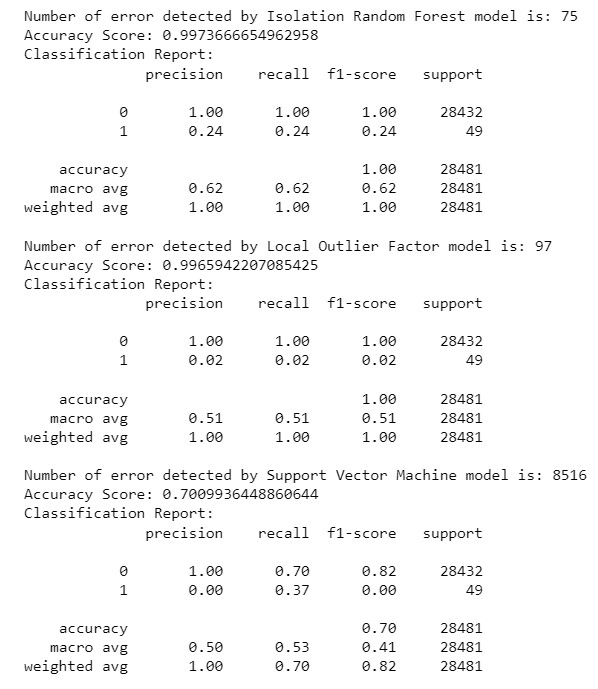 Number of error detected by Isolation Random Forest model is: 75
Accuracy Score: 0.9973666654962958
Classification Report:
precision recall f1-score support
0 1.00 1.00 1.00 28432
1 0.24 0.24 0.24 49
accuracy 1.00 28481
macro avg 0.62 0.62 0.62 28481
weighted avg 1.00 1.00 1.00 28481
Number of error detected by Local Outlier Factor model is: 97
Accuracy Score: 0.9965942207085425
Classification Report:
precision recall f1-score support
0 1.00 1.00 1.00 28432
1 0.02 0.02 0.02 49
accuracy 1.00 28481
macro avg 0.51 0.51 0.51 28481
weighted avg 1.00 1.00 1.00 28481
Number of error detected by Support Vector Machine model is: 8516
Accuracy Score: 0.7009936448860644
Classification Report:
precision recall f1-score support
0 1.00 0.70 0.82 28432
1 0.00 0.37 0.00 49
accuracy 0.70 28481
macro avg 0.50 0.53 0.41 28481
weighted avg 1.00 0.70 0.82 28481